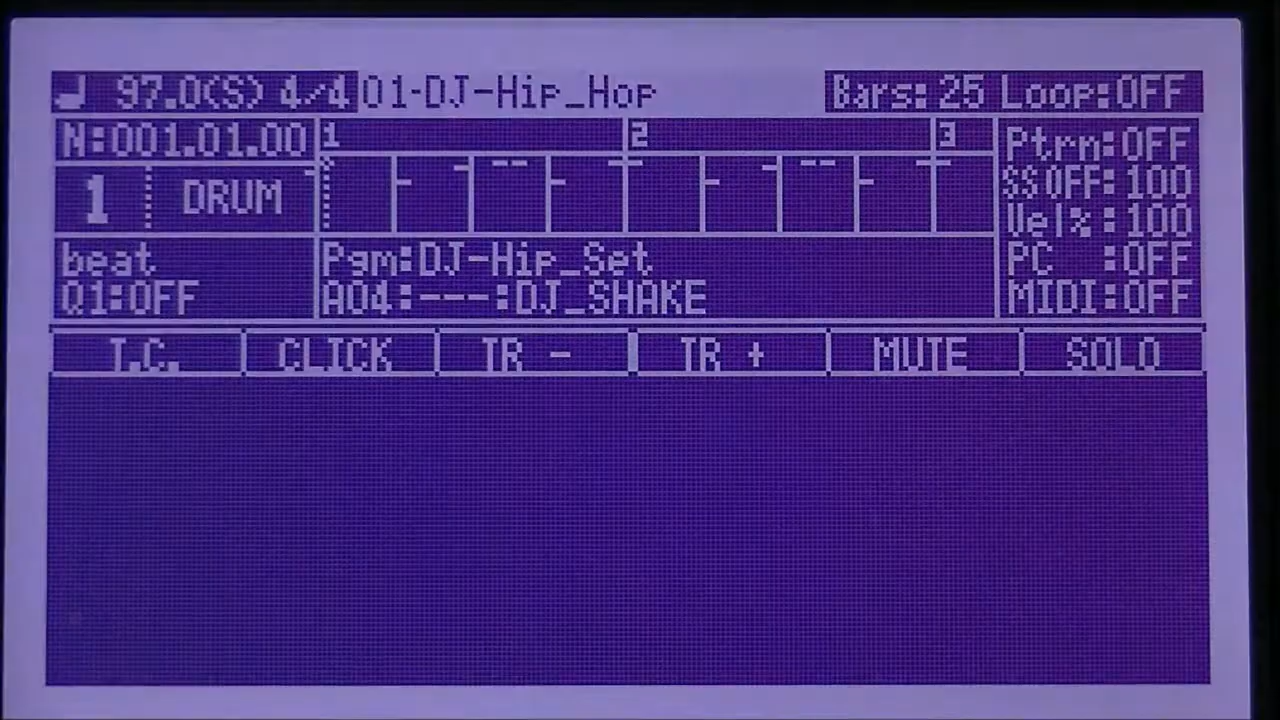 ♩ 97.0(S) 4/4 01-DJ-Hip_Hop Bars: 25 Loop:OFF
N:001.01.00 1 2 3 Ptrn:OFF
1 DRUM SS OFF:100
Vel%:100
beat Pgm:DJ-Hip_Set PC :OFF
Q1:OFF A04:---:DJ_SHAKE MIDI:OFF
T.C. CLICK TR - TR + MUTE SOLO